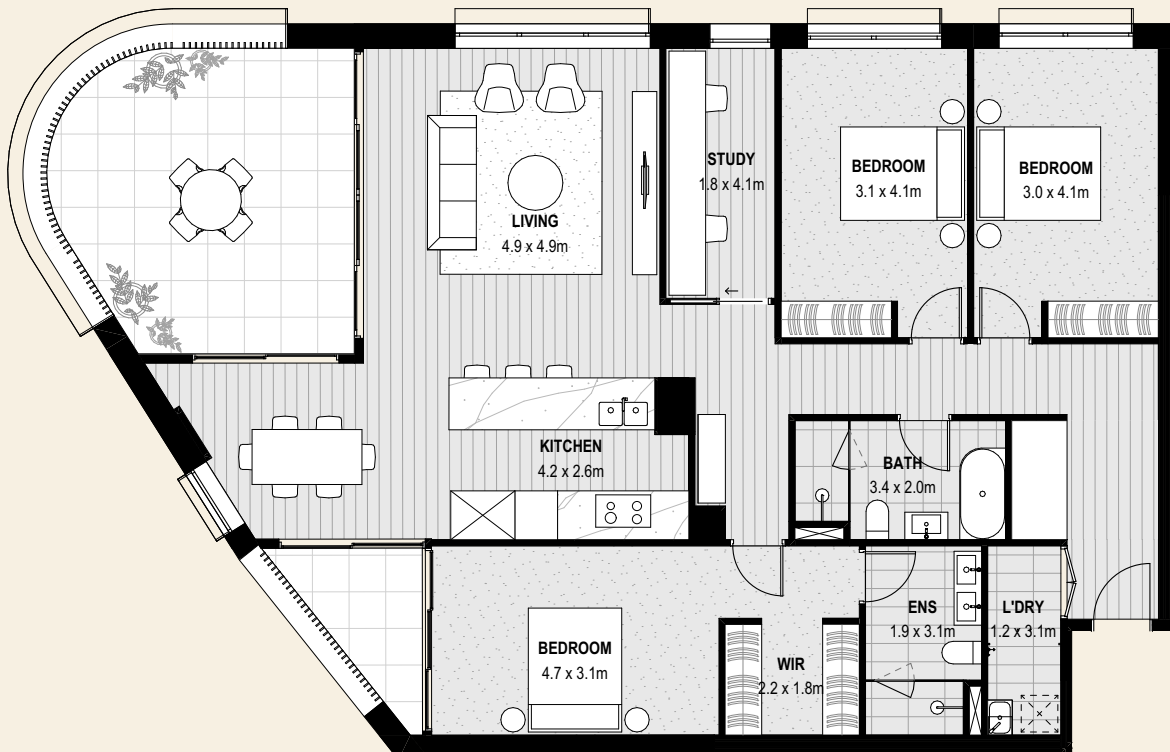 STUDY
1.8 x 4.1m
BEDROOM
3.1 x 4.1m
BEDROOM
3.0 x 4.1m
LIVING
4.9 x 4.9m
KITCHEN
4.2 x 2.6m
BATH
3.4 x 2.0m
ENS
1.9 x 3.1m
L'DRY
1.2 x 3.1m
BEDROOM
4.7 x 3.1m
WIR
2.2 x 1.8m